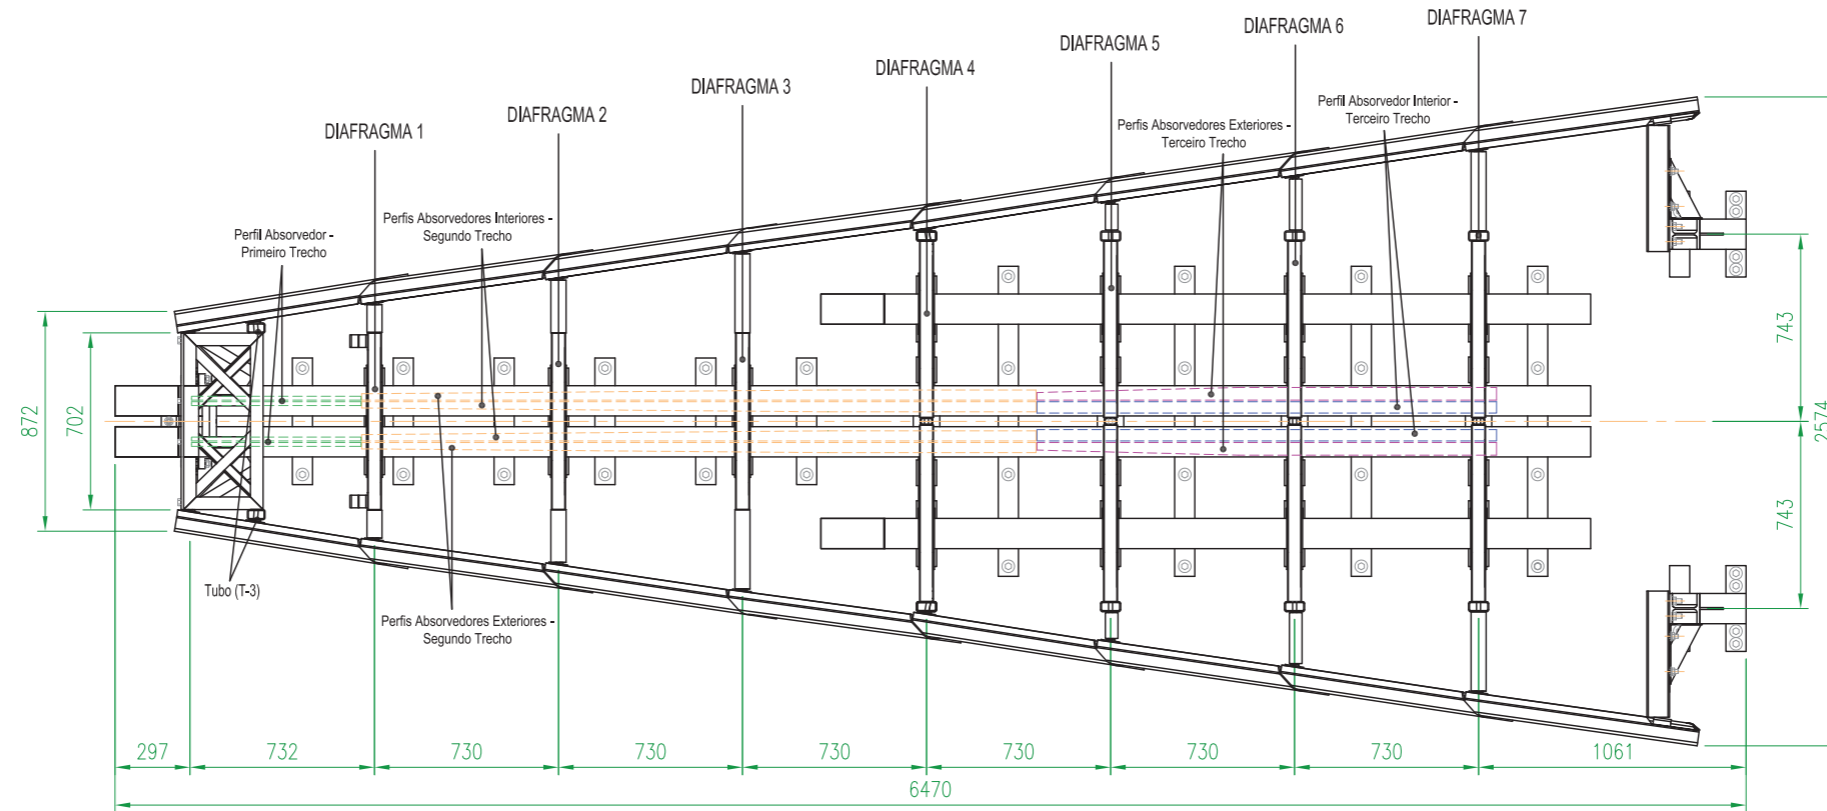 DIAFRAGMA 1
DIAFRAGMA 2
DIAFRAGMA 3
DIAFRAGMA 4
DIAFRAGMA 5
DIAFRAGMA 6
DIAFRAGMA 7
Perfil Absorvedor -
Primeiro Trecho
Perfis Absorvedores Interiores -
Segundo Trecho
Perfis Absorvedores Exteriores -
Terceiro Trecho
Perfil Absorvedor Interior -
Terceiro Trecho
872
702
743
743
2574
Tubo (T-3)
Perfis Absorvedores Exteriores -
Segundo Trecho
297
732
730
730
730
730
730
730
1061
6470